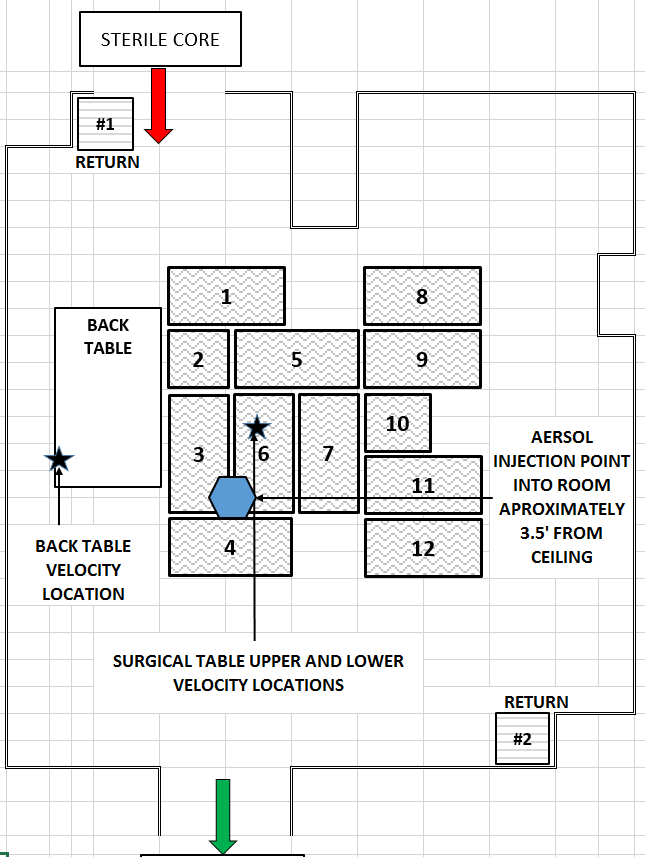 STERILE CORE
#1
RETURN
1
8
BACK
TABLE
2
5
9
10
3
6
7
11
4
12
AERSOL
INJECTION POINT
INTO ROOM
APROXIMATELY
3.5' FROM
CEILING
BACK TABLE
VELOCITY
LOCATION
SURGICAL TABLE UPPER AND LOWER
VELOCITY LOCATIONS
RETURN
#2